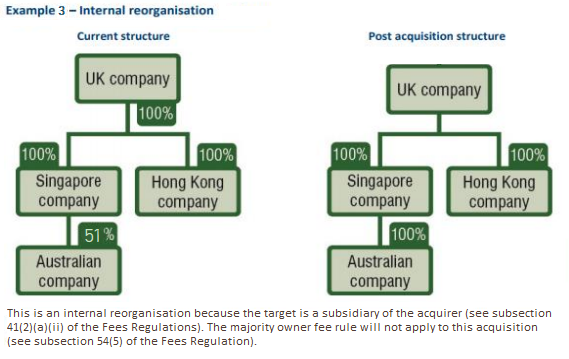 Example 3 – Internal reorganisation
Current structure
Post acquisition structure
UK company
100%
100%
100%
Singapore
company
Hong Kong
company
51 %
Australian
company
UK company
100%
100%
Singapore
company
Hong Kong
company
100%
Australian
company
This is an internal reorganisation because the target is a subsidiary of the acquirer (see subsection
41(2)(a)(ii) of the Fees Regulations). The majority owner fee rule will not apply to this acquisition
(see subsection 54(5) of the Fees Regulation).